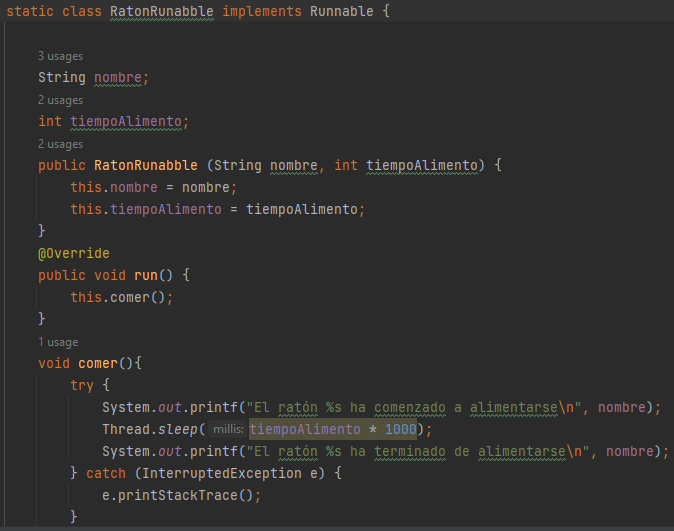 static class RatonRunabble implements Runnable {
3 usages
String nombre;
2 usages
int tiempoAlimento;
2 usages
public RatonRunabble (String nombre, int tiempoAlimento) {
this.nombre = nombre;
this.tiempoAlimento = tiempoAlimento;
}
@Override
public void run() {
this.comer();
}
1 usage
void comer(){
try {
System.out.printf("El ratón %s ha comenzado a alimentarse\n", nombre);
Thread.sleep( millis: tiempoAlimento * 1000);
System.out.printf("El ratón %s ha terminado de alimentarse\n", nombre);
} catch (InterruptedException e) {
e.printStackTrace();
}